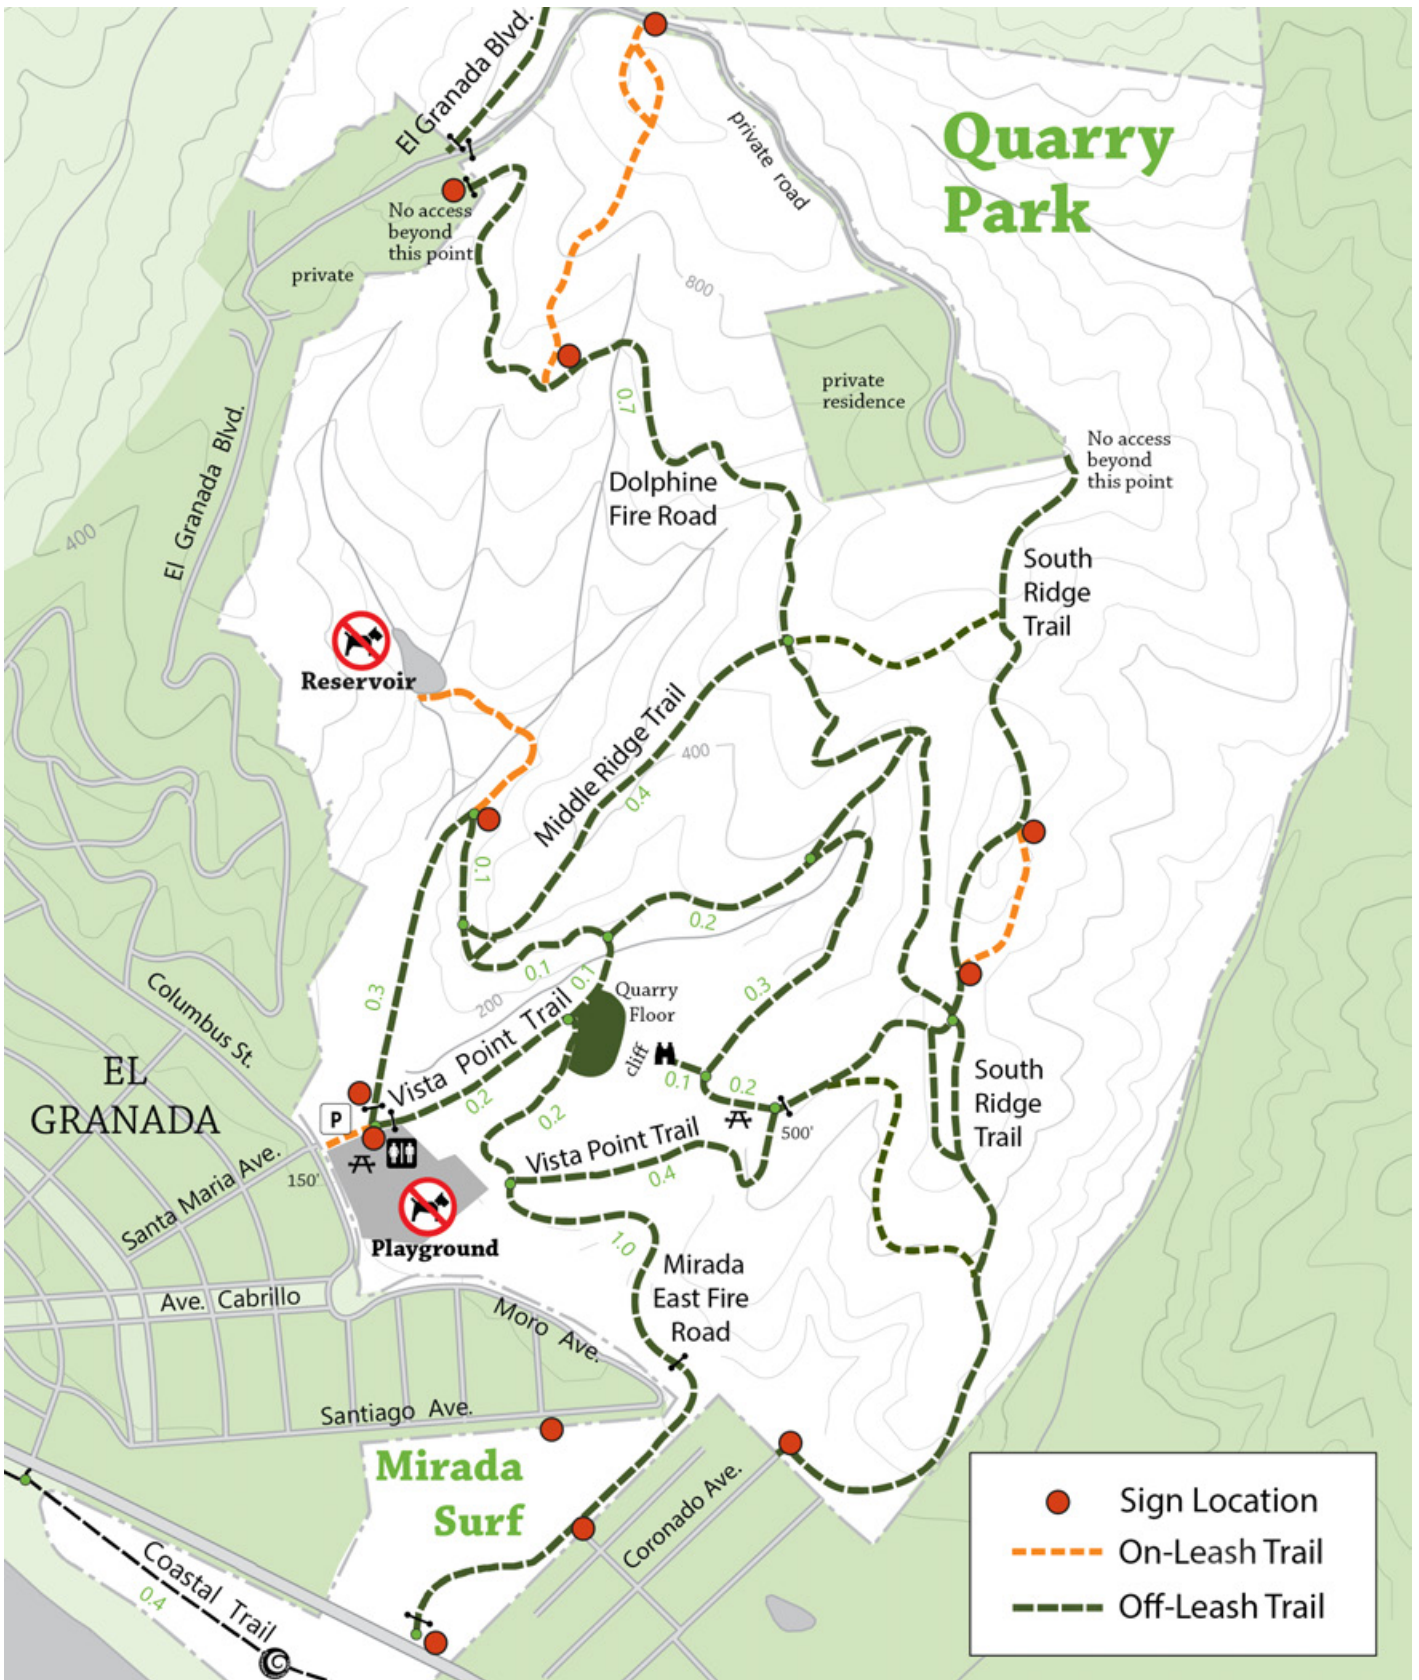 El Granada Blvd.
Quarry
Park
private road
No access
beyond
this point
private
800
private
residence
0.7
No access
beyond
this point
El Granada Blvd.
Dolphine
Fire Road
400
South
Ridge
Trail
Reservoir
Middle Ridge Trail
400
0.4
0.1
0.2
0.1
0.1
0.3
200
Quarry
Floor
0.3
Columbus St.
Vista Point Trail
cliff
EL
GRANADA
0.2
0.1
0.2
South
Ridge
Trail
P
0.2
500'
Vista Point Trail
0.4
Santa Maria Ave.
150'
Playground
1.0
Mirada
East Fire
Road
Ave. Cabrillo
Moro Ave.
Santiago Ave.
Mirada
Surf
Coronado Ave.
Coastal Trail
0.4
Sign Location
On-Leash Trail
Off-Leash Trail